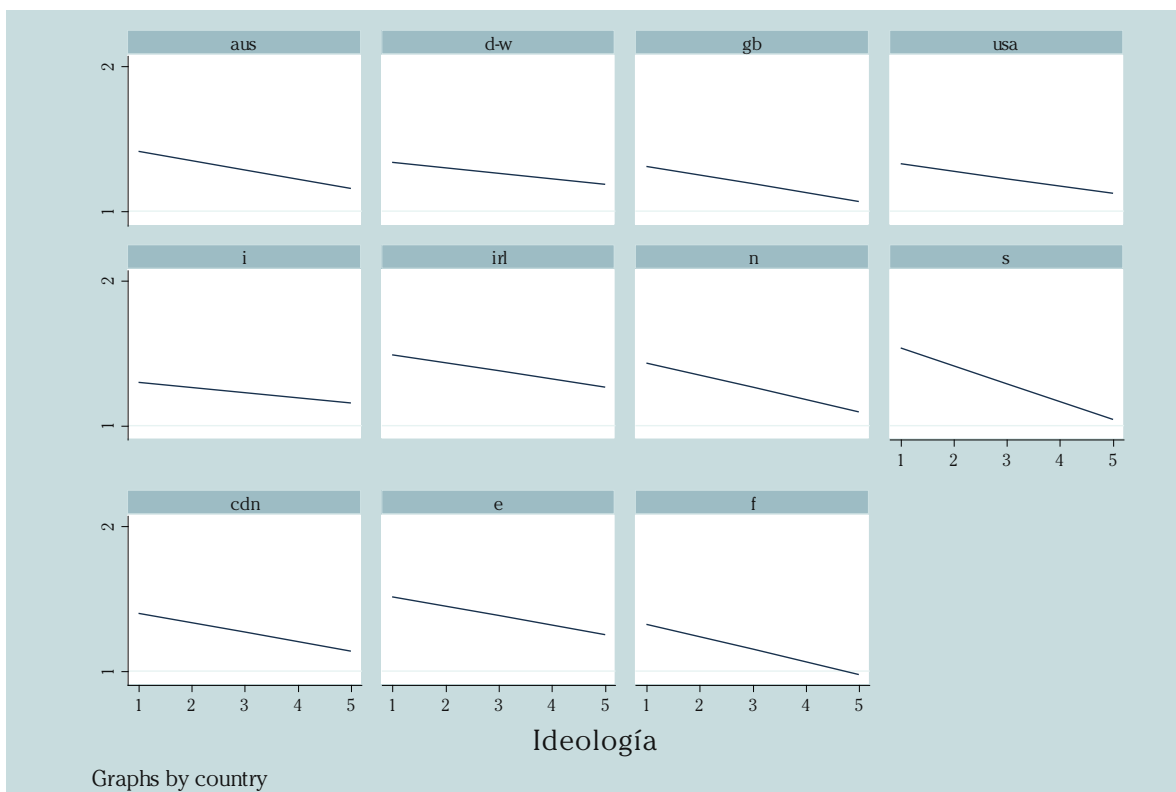 aus d-w gb usa
2
1
i irl n s
2
1
1 2 3 4 5
cdn e f
2
1
1 2 3 4 5 1 2 3 4 5 1 2 3 4 5
Ideología
Graphs by country